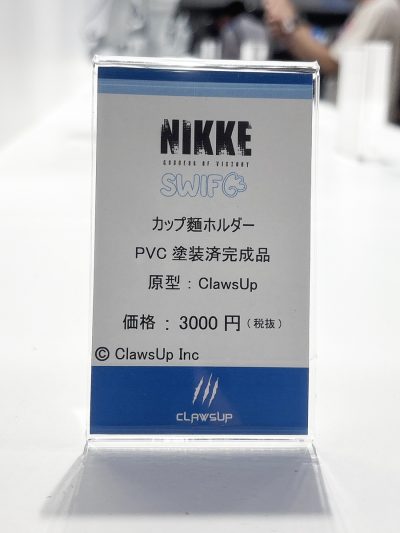 NIKKE
GODDESS OF VICTORY
SWIFG
カップ麺ホルダー
PVC 塗装済完成品
原型：ClawsUp
価格：3000 円（税抜）
© ClawsUp Inc
CLAWSUP